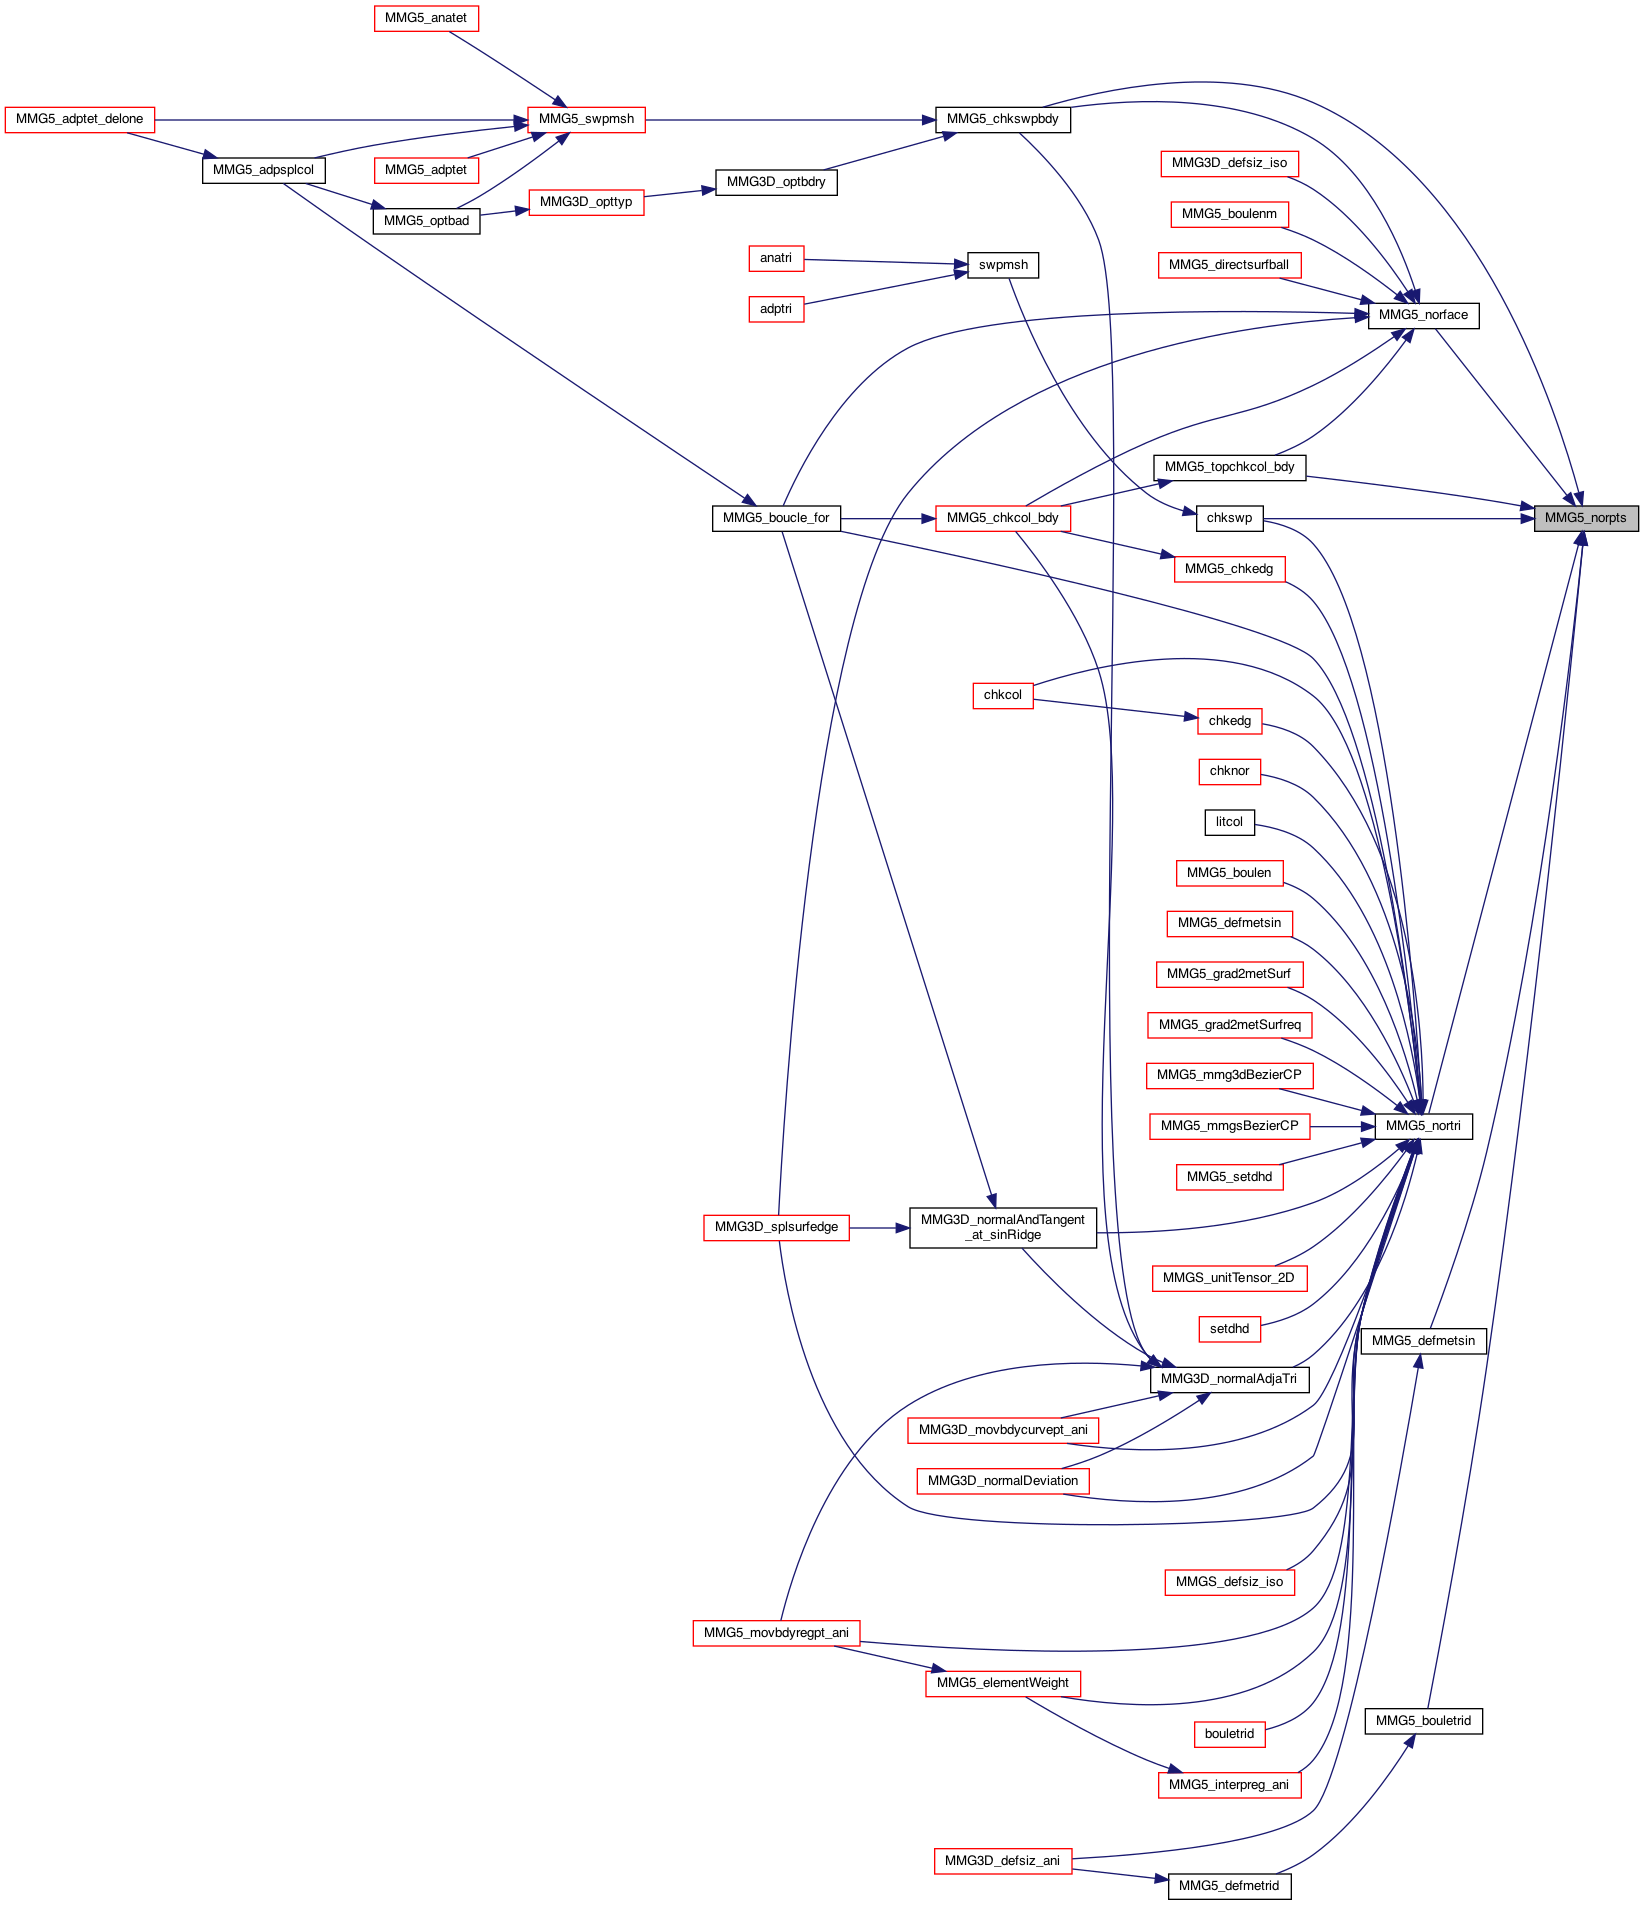 MMG5_anatet
MMG5_adptet_delone
MMG5_swpmsh
MMG5_chkswpbdy
MMG5_adpsplcol
MMG5_adptet
MMG3D_optbdry
MMG3D_defsiz_iso
MMG5_optbad
MMG3D_opttyp
MMG5_boulenm
anatri
swpmsh
MMG5_directsurfball
adptri
MMG5_norface
MMG5_topchkcol_bdy
MMG5_boucle_for
MMG5_chkcol_bdy
chkswp
MMG5_norpts
MMG5_chkedg
chkcol
chkedg
chknor
litcol
MMG5_boulen
MMG5_defmetsin
MMG5_grad2metSurf
MMG5_grad2metSurfreq
MMG5_mmg3dBezierCP
MMG5_mmgsBezierCP
MMG5_nortri
MMG5_setdhd
MMG3D_splsurfedge
MMG3D_normalAndTangent
_at_sinRidge
MMGS_unitTensor_2D
setdhd
MMG5_defmetsin
MMG3D_normalAdjaTri
MMG3D_movbdycurvept_ani
MMG3D_normalDeviation
MMGS_defsiz_iso
MMG5_movbdyregpt_ani
MMG5_elementWeight
bouletrid
MMG5_bouletrid
MMG5_interpreg_ani
MMG3D_defsiz_ani
MMG5_defmetrid